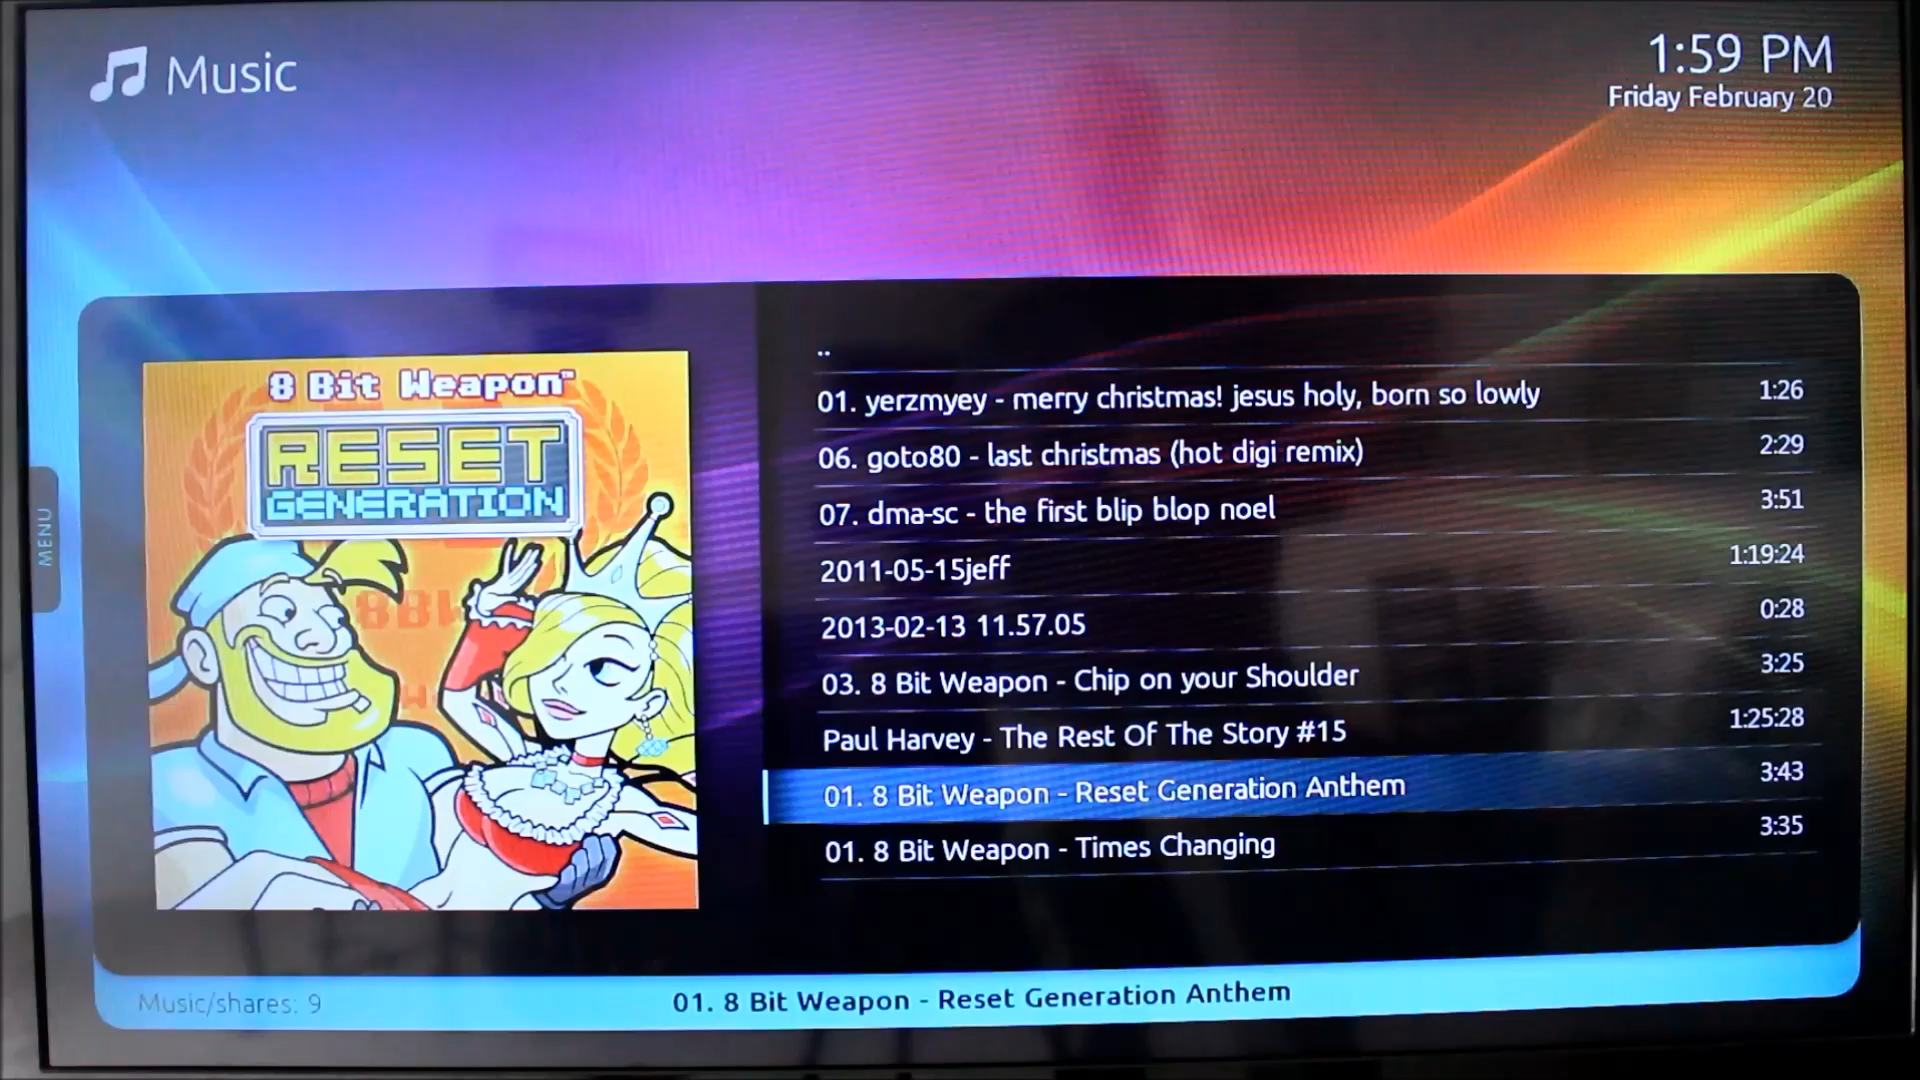 Music
1:59 PM
Friday February 20
MENU
8 Bit Weapon™
RESET
GENERATION
..
01. yerzmyey - merry christmas! jesus holy, born so lowly 1:26
06. goto80 - last christmas (hot digi remix) 2:29
07. dma-sc - the first blip blop noel 3:51
2011-05-15jeff 1:19:24
2013-02-13 11.57.05 0:28
03. 8 Bit Weapon - Chip on your Shoulder 3:25
Paul Harvey - The Rest Of The Story #15 1:25:28
01. 8 Bit Weapon - Reset Generation Anthem 3:43
01. 8 Bit Weapon - Times Changing 3:35
Music/shares: 9
01. 8 Bit Weapon - Reset Generation Anthem